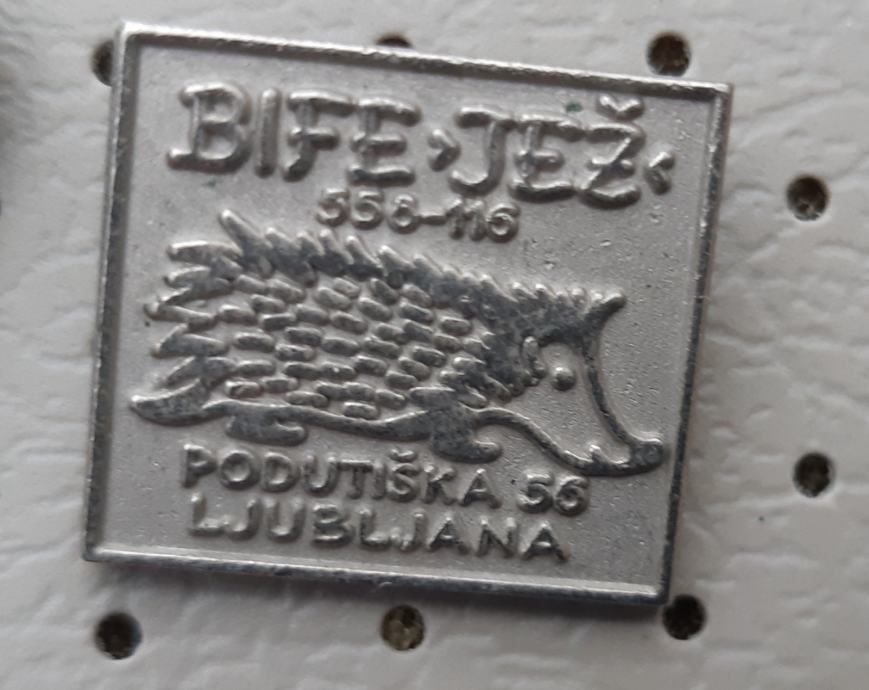 BIFE ›JEŽ‹
558-116
PODUTIŠKA 56
LJUBLJANA